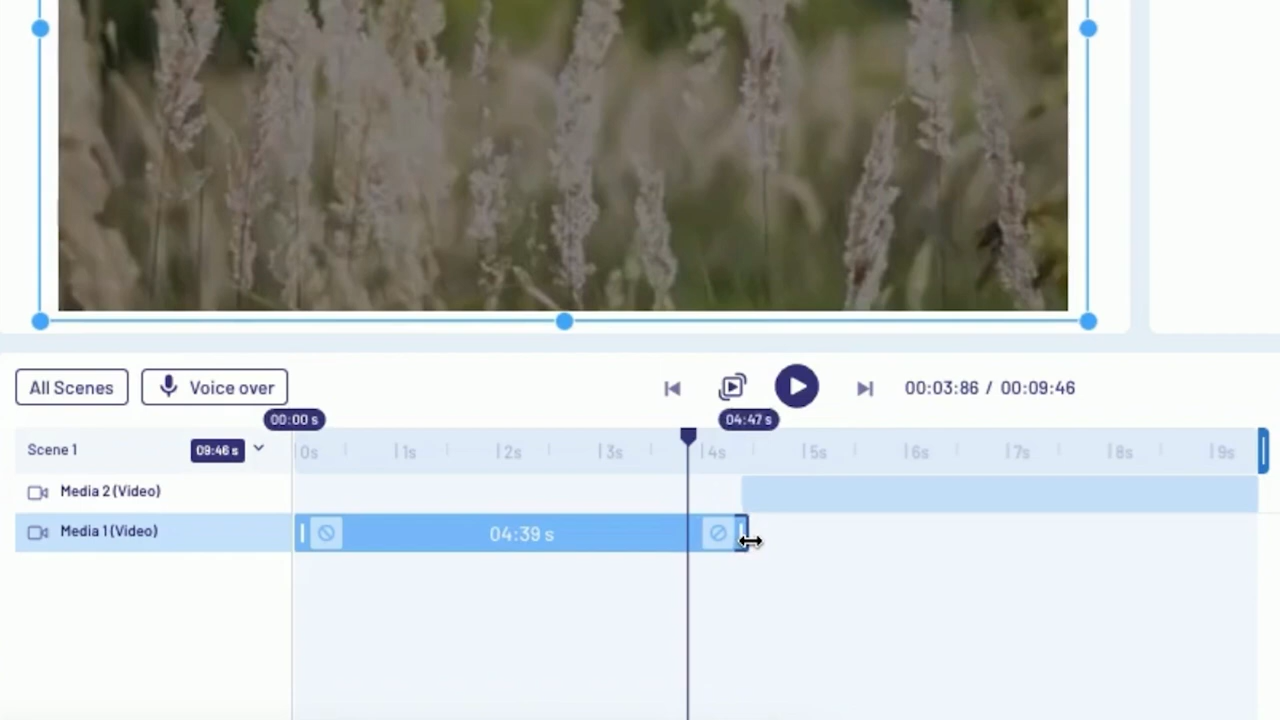 All Scenes
Voice over
00:03:86 / 00:09:46
00:00 s
04:47 s
Scene 1
09:46 s
0s
1s
2s
3s
4s
5s
6s
7s
8s
9s
Media 2 (Video)
Media 1 (Video)
04:39 s